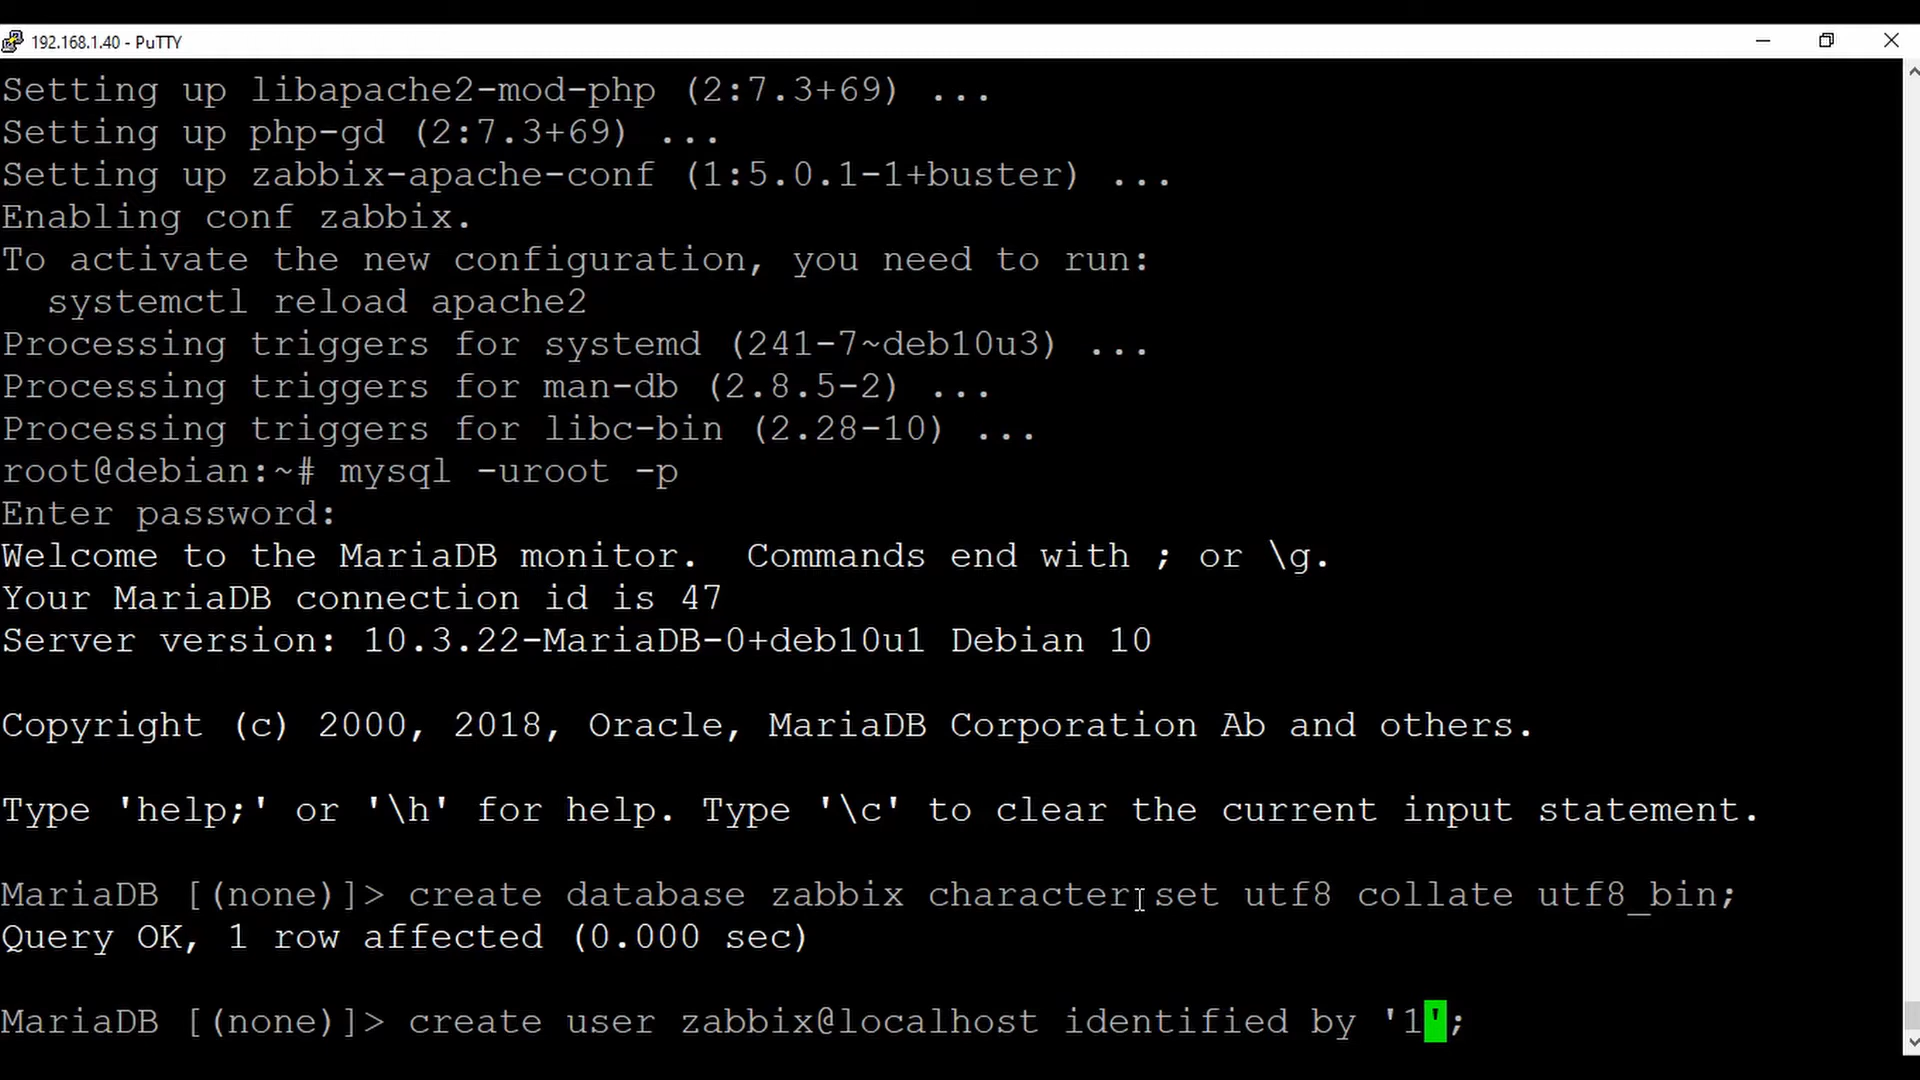 192.168.1.40 - PuTTY
Setting up libapache2-mod-php (2:7.3+69) ...
Setting up php-gd (2:7.3+69) ...
Setting up zabbix-apache-conf (1:5.0.1-1+buster) ...
Enabling conf zabbix.
To activate the new configuration, you need to run:
  systemctl reload apache2
Processing triggers for systemd (241-7~deb10u3) ...
Processing triggers for man-db (2.8.5-2) ...
Processing triggers for libc-bin (2.28-10) ...
root@debian:~# mysql -uroot -p
Enter password:
Welcome to the MariaDB monitor.  Commands end with ; or \g.
Your MariaDB connection id is 47
Server version: 10.3.22-MariaDB-0+deb10u1 Debian 10
Copyright (c) 2000, 2018, Oracle, MariaDB Corporation Ab and others.
Type 'help;' or '\h' for help. Type '\c' to clear the current input statement.
MariaDB [(none)]> create database zabbix character set utf8 collate utf8_bin;
Query OK, 1 row affected (0.000 sec)
MariaDB [(none)]> create user zabbix@localhost identified by '1';